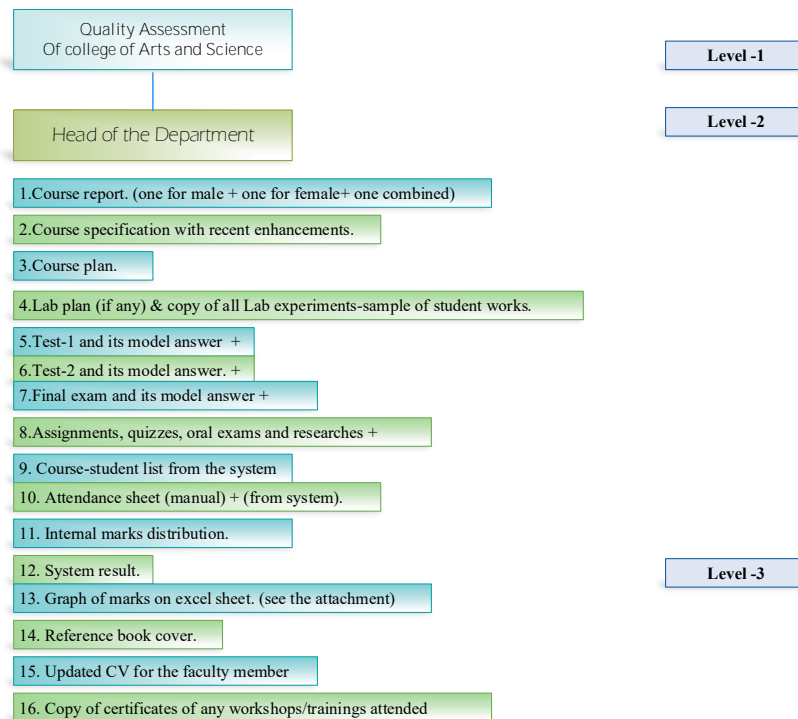 Quality Assessment
Of college of Arts and Science
Level -1
Head of the Department
Level -2
1.Course report. (one for male + one for female+ one combined)
2.Course specification with recent enhancements.
3.Course plan.
4.Lab plan (if any) & copy of all Lab experiments-sample of student works.
5.Test-1 and its model answer +
6.Test-2 and its model answer. +
7.Final exam and its model answer +
8.Assignments, quizzes, oral exams and researches +
9. Course-student list from the system
10. Attendance sheet (manual) + (from system).
11. Internal marks distribution.
12. System result.
Level -3
13. Graph of marks on excel sheet. (see the attachment)
14. Reference book cover.
15. Updated CV for the faculty member
16. Copy of certificates of any workshops/trainings attended